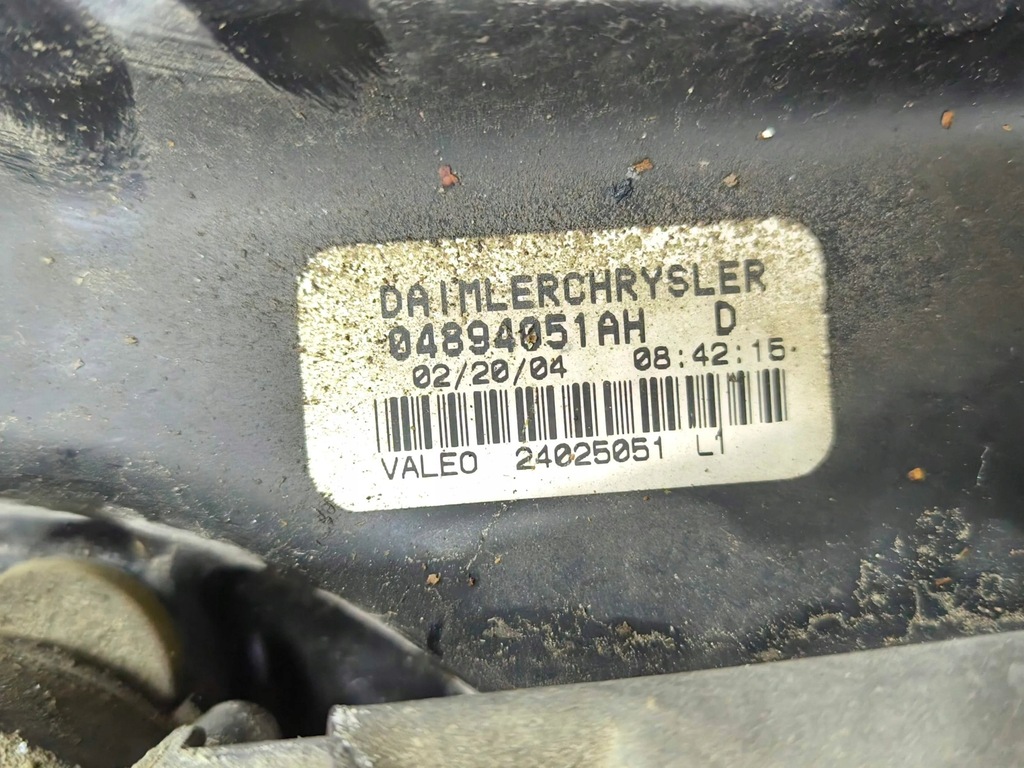 DAIMLERCHRYSLER
04894051AH D
02/20/04 08:42:15
VALEO 24025051 L1